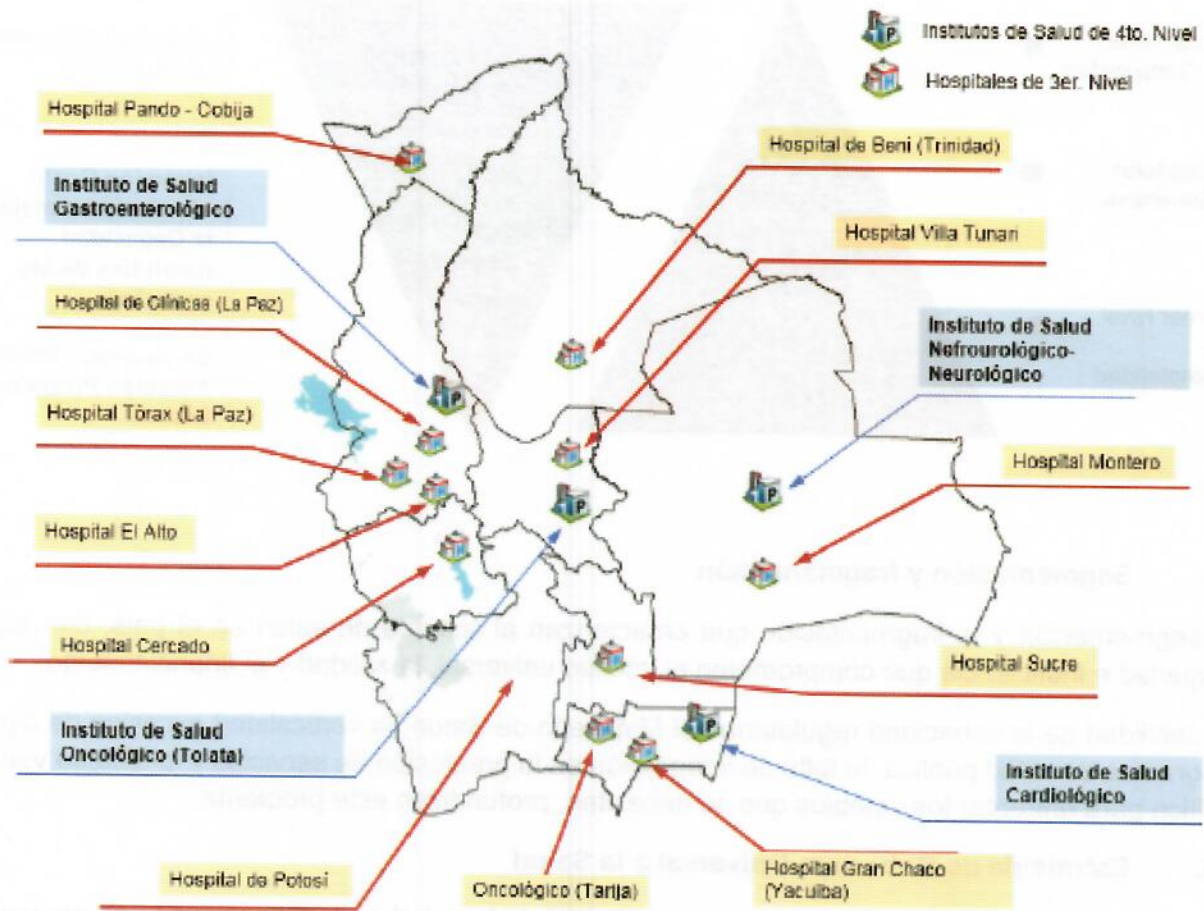 Institutos de Salud de 4to. Nivel
Hospitales de 3er. Nivel
Hospital Pando - Cobija
Hospital de Beni (Trinidad)
Instituto de Salud
Gastroenterológico
Hospital Villa Tunari
Hospital de Clínicas (La Paz)
Instituto de Salud
Nefrourológico-
Neurológico
Hospital Tórax (La Paz)
Hospital Montero
Hospital El Alto
Hospital Cercado
Hospital Sucre
Instituto de Salud
Oncológico (Tolata)
Instituto de Salud
Cardiológico
Hospital de Potosí
Oncológico (Tarija)
Hospital Gran Chaco
(Yacuiba)